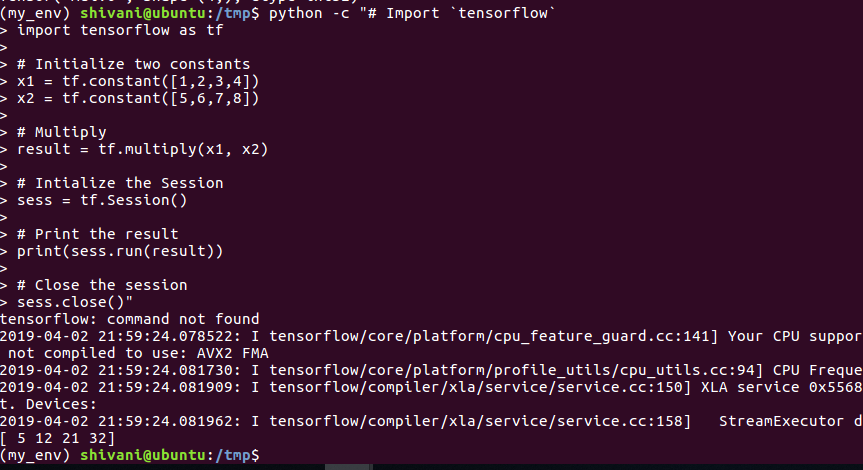 (my_env) shivani@ubuntu:/tmp$ python -c "# Import `tensorflow`
> import tensorflow as tf
>
> # Initialize two constants
> x1 = tf.constant([1,2,3,4])
> x2 = tf.constant([5,6,7,8])
>
> # Multiply
> result = tf.multiply(x1, x2)
>
> # Intialize the Session
> sess = tf.Session()
>
> # Print the result
> print(sess.run(result))
>
> # Close the session
> sess.close()"
tensorflow: command not found
2019-04-02 21:59:24.078522: I tensorflow/core/platform/cpu_feature_guard.cc:141] Your CPU suppor
not compiled to use: AVX2 FMA
2019-04-02 21:59:24.081730: I tensorflow/core/platform/profile_utils/cpu_utils.cc:94] CPU Freque
2019-04-02 21:59:24.081909: I tensorflow/compiler/xla/service/service.cc:150] XLA service 0x5568
t. Devices:
2019-04-02 21:59:24.081962: I tensorflow/compiler/xla/service/service.cc:158]   StreamExecutor d
[ 5 12 21 32]
(my_env) shivani@ubuntu:/tmp$